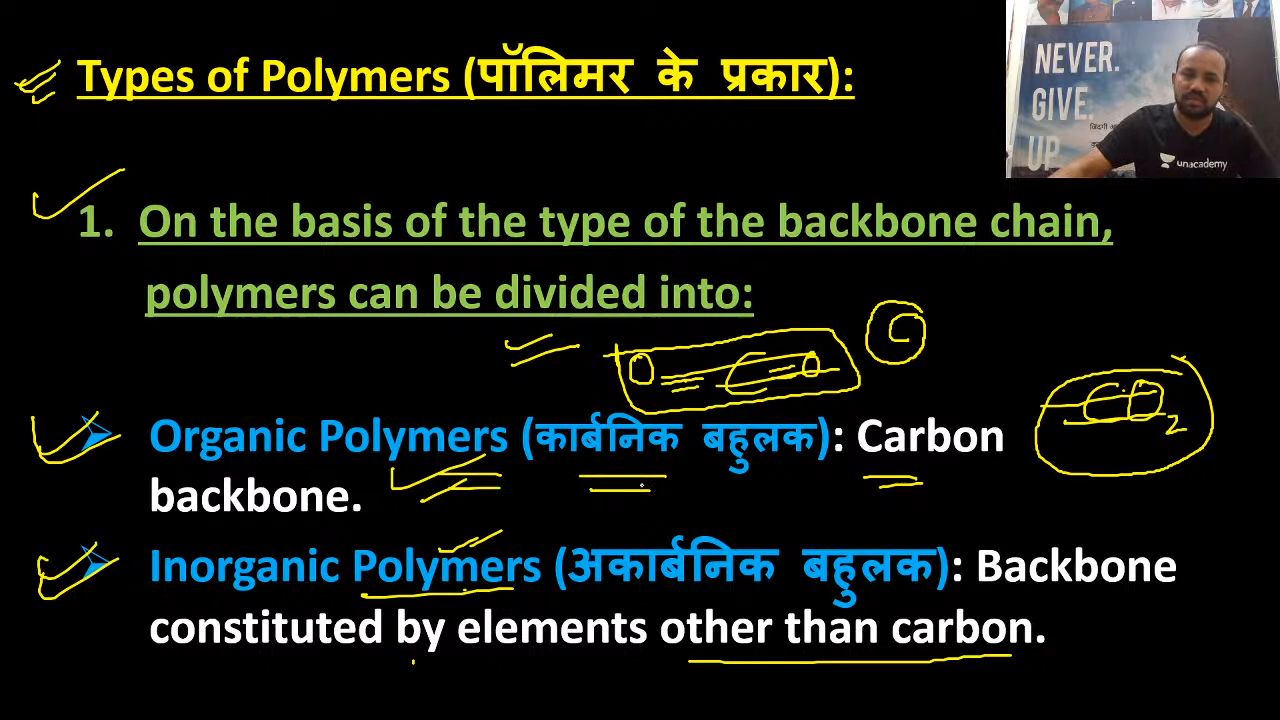 Types of Polymers (पॉलिमर के प्रकार):
NEVER.
GIVE.
UP
unacademy
1. On the basis of the type of the backbone chain,
polymers can be divided into:
C
CO2
Organic Polymers (कार्बनिक बहुलक): Carbon
backbone.
Inorganic Polymers (अकार्बनिक बहुलक): Backbone
constituted by elements other than carbon.